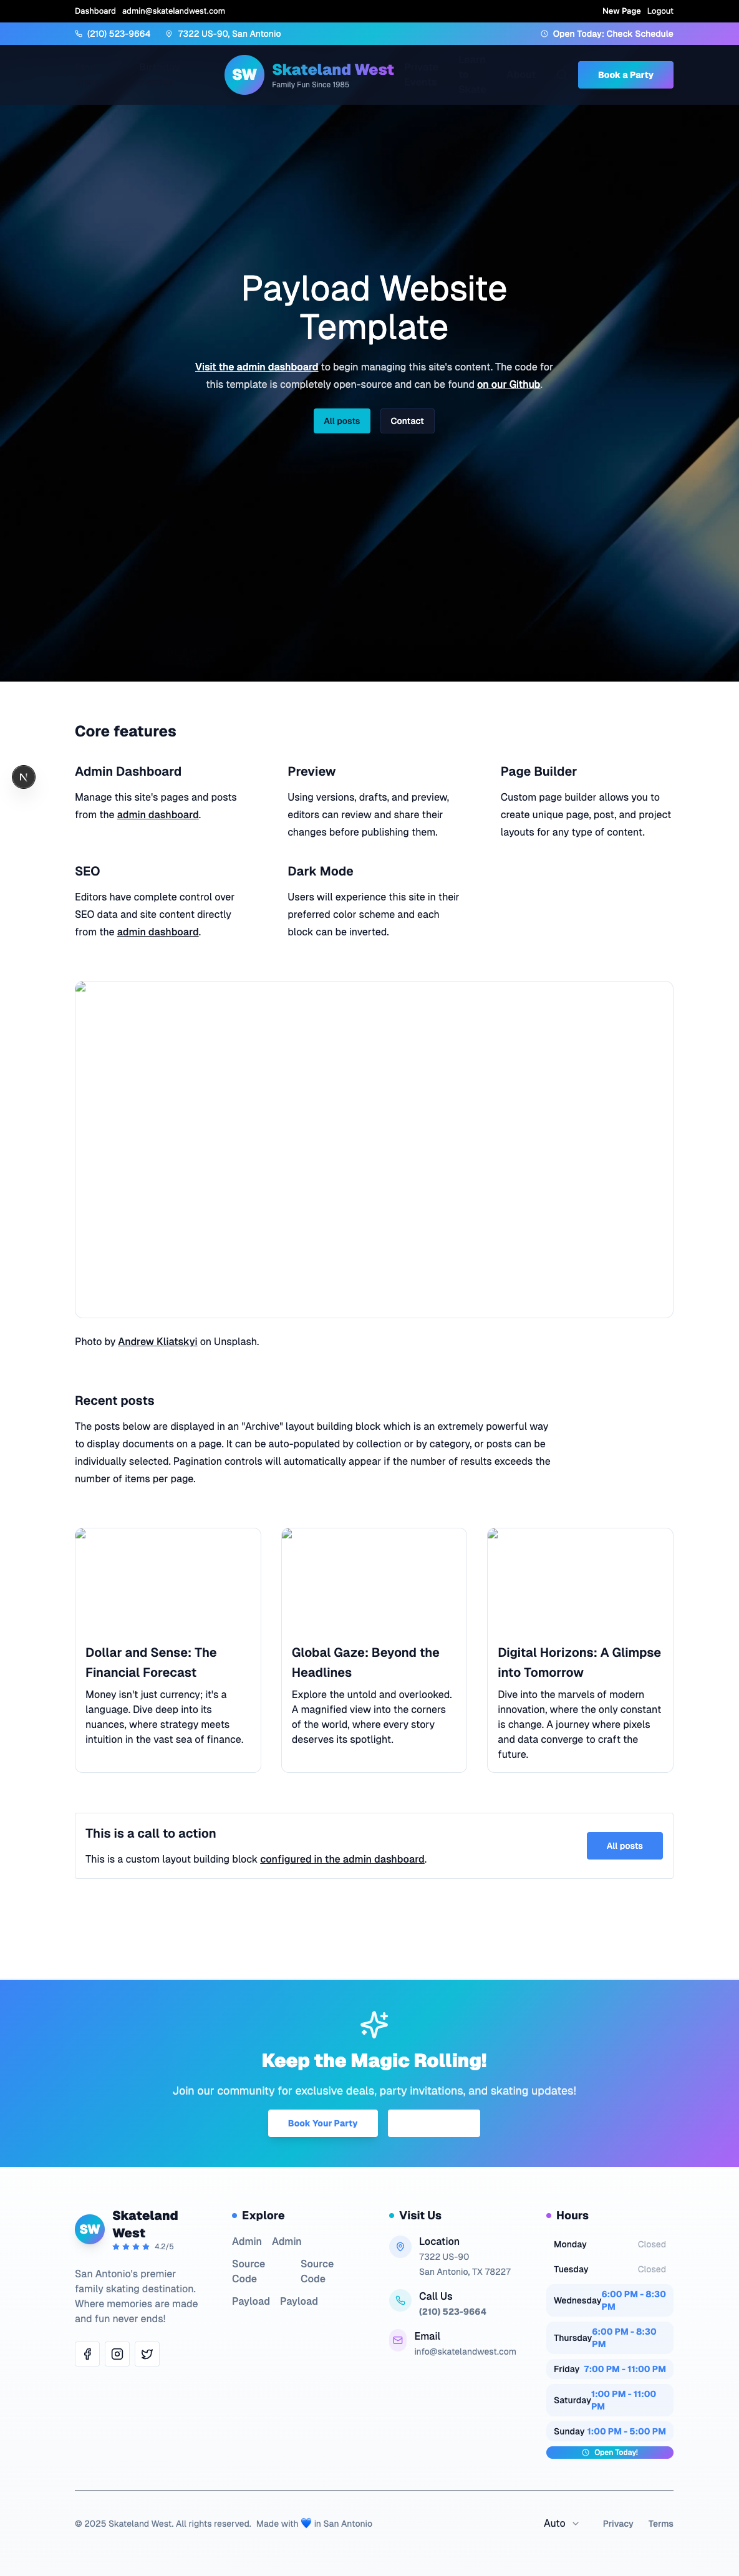 Dashboard admin@skatelandwest.com New Page Logout
(210) 523-9664 7322 US-90, San Antonio Open Today: Check Schedule
SW Skateland West Book a Party
Family Fun Since 1985
Payload Website
Template
Visit the admin dashboard to begin managing this site's content. The code for
this template is completely open-source and can be found on our Github.
All posts Contact
Core features
Admin Dashboard
Manage this site's pages and posts
from the admin dashboard.
Preview
Using versions, drafts, and preview,
editors can review and share their
changes before publishing them.
Page Builder
Custom page builder allows you to
create unique page, post, and project
layouts for any type of content.
N
SEO
Editors have complete control over
SEO data and site content directly
from the admin dashboard.
Dark Mode
Users will experience this site in their
preferred color scheme and each
block can be inverted.
Photo by Andrew Kliatskyi on Unsplash.
Recent posts
The posts below are displayed in an "Archive" layout building block which is an extremely powerful way
to display documents on a page. It can be auto-populated by collection or by category, or posts can be
individually selected. Pagination controls will automatically appear if the number of results exceeds the
number of items per page.
Dollar and Sense: The
Financial Forecast
Money isn't just currency; it's a
language. Dive deep into its
nuances, where strategy meets
intuition in the vast sea of finance.
Global Gaze: Beyond the
Headlines
Explore the untold and overlooked.
A magnified view into the corners
of the world, where every story
deserves its spotlight.
Digital Horizons: A Glimpse
into Tomorrow
Dive into the marvels of modern
innovation, where the only constant
is change. A journey where pixels
and data converge to craft the
future.
This is a call to action
This is a custom layout building block configured in the admin dashboard.
All posts
Keep the Magic Rolling!
Join our community for exclusive deals, party invitations, and skating updates!
Book Your Party
SW Skateland
West
4.2/5
San Antonio's premier
family skating destination.
Where memories are made
and fun never ends!
Explore
Admin Admin
Source Source
Code Code
Payload Payload
Visit Us
Location
7322 US-90
San Antonio, TX 78227
Call Us
(210) 523-9664
Email
info@skatelandwest.com
Hours
Monday Closed
Tuesday Closed
Wednesday 6:00 PM - 8:30
PM
Thursday 6:00 PM - 8:30
PM
Friday 7:00 PM - 11:00 PM
Saturday 1:00 PM - 11:00
PM
Sunday 1:00 PM - 5:00 PM
Open Today!
© 2025 Skateland West. All rights reserved. Made with 💙 in San Antonio Auto Privacy Terms